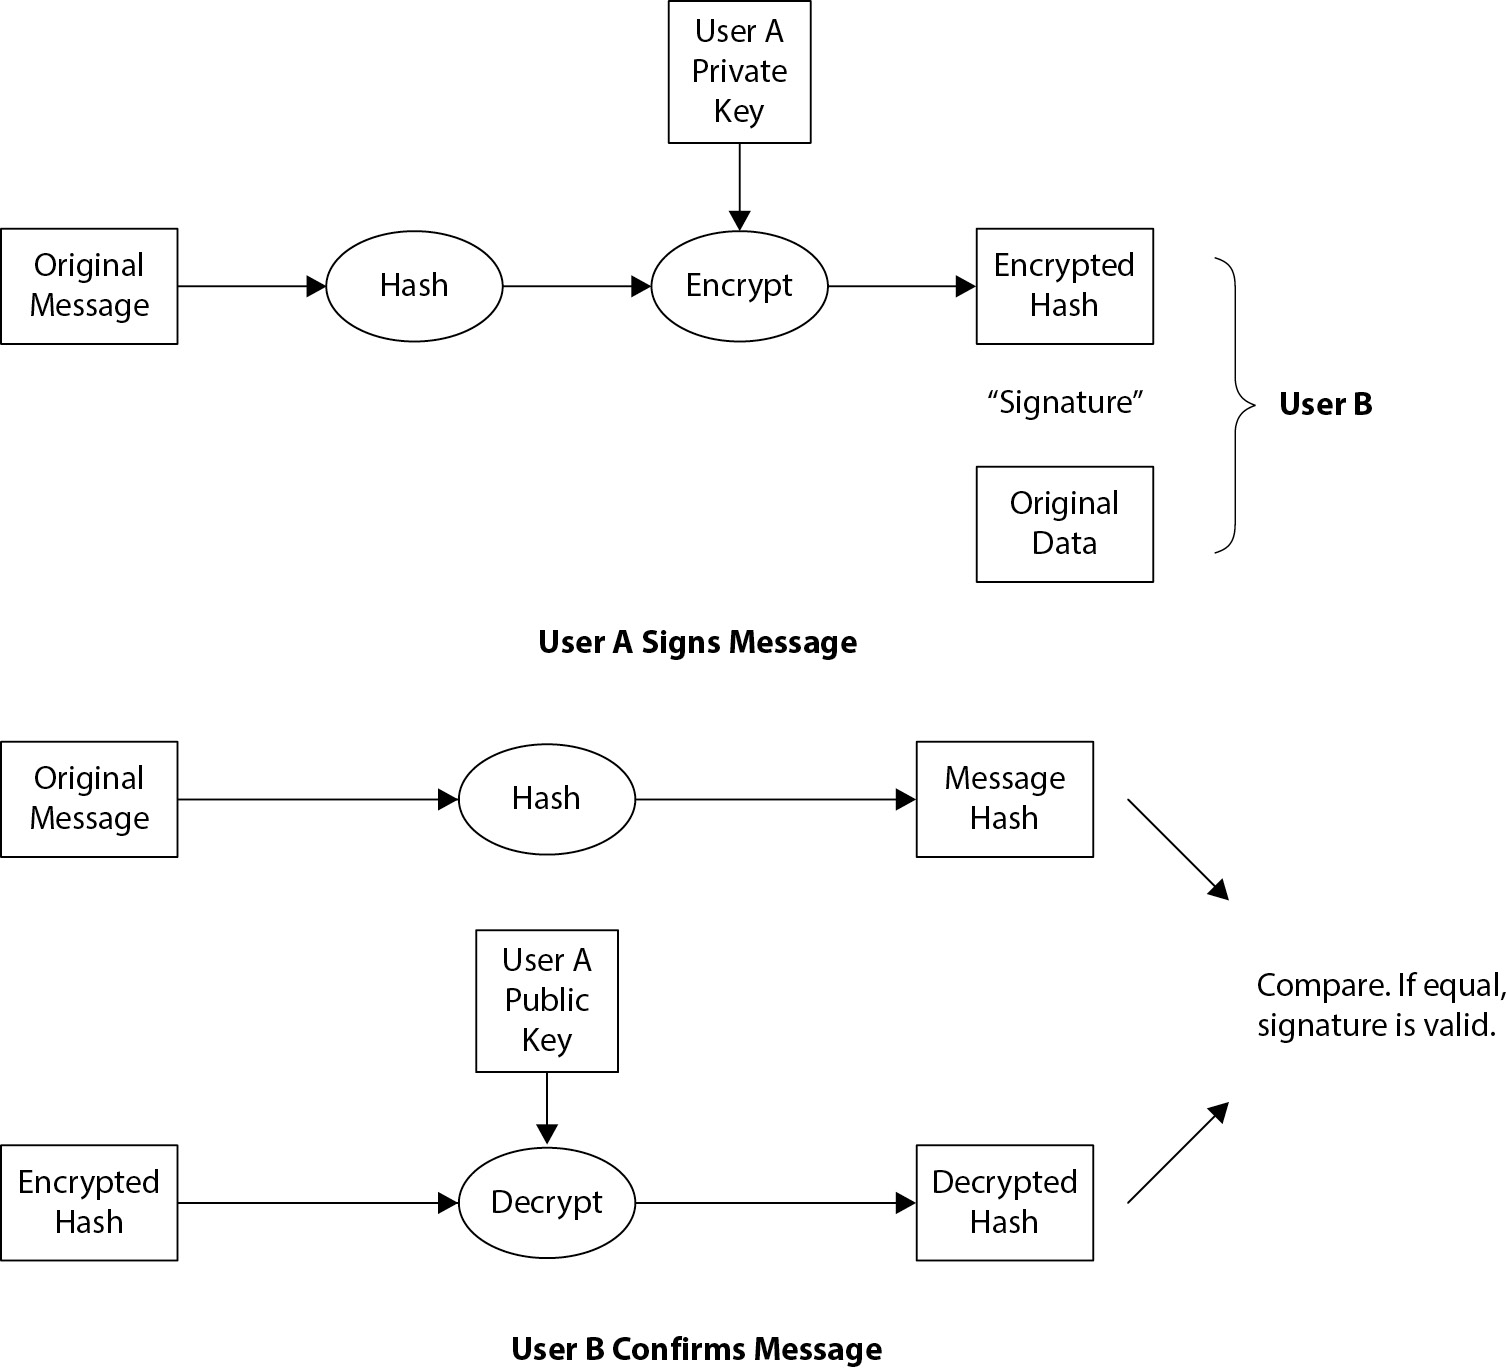 User A
Private
Key
Original
Message
Hash
Encrypt
Encrypted
Hash
“Signature”
User B
Original
Data
User A Signs Message
Original
Message
Hash
Message
Hash
User A
Public
Key
Compare. If equal,
signature is valid.
Encrypted
Hash
Decrypt
Decrypted
Hash
User B Confirms Message